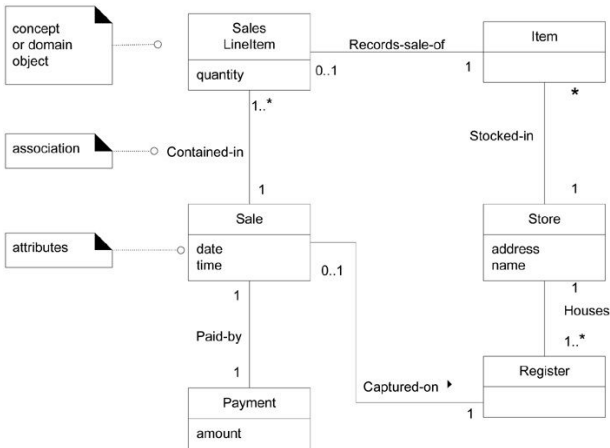 concept
or domain
object
Sales
LineItem
quantity
Records-sale-of
0..1
1
Item
*
1..*
Stocked-in
association
Contained-in
1
1
Sale
date
time
Store
address
name
attributes
0..1
1
1
Houses
Paid-by
1..*
1
Captured-on
Register
1
Payment
amount